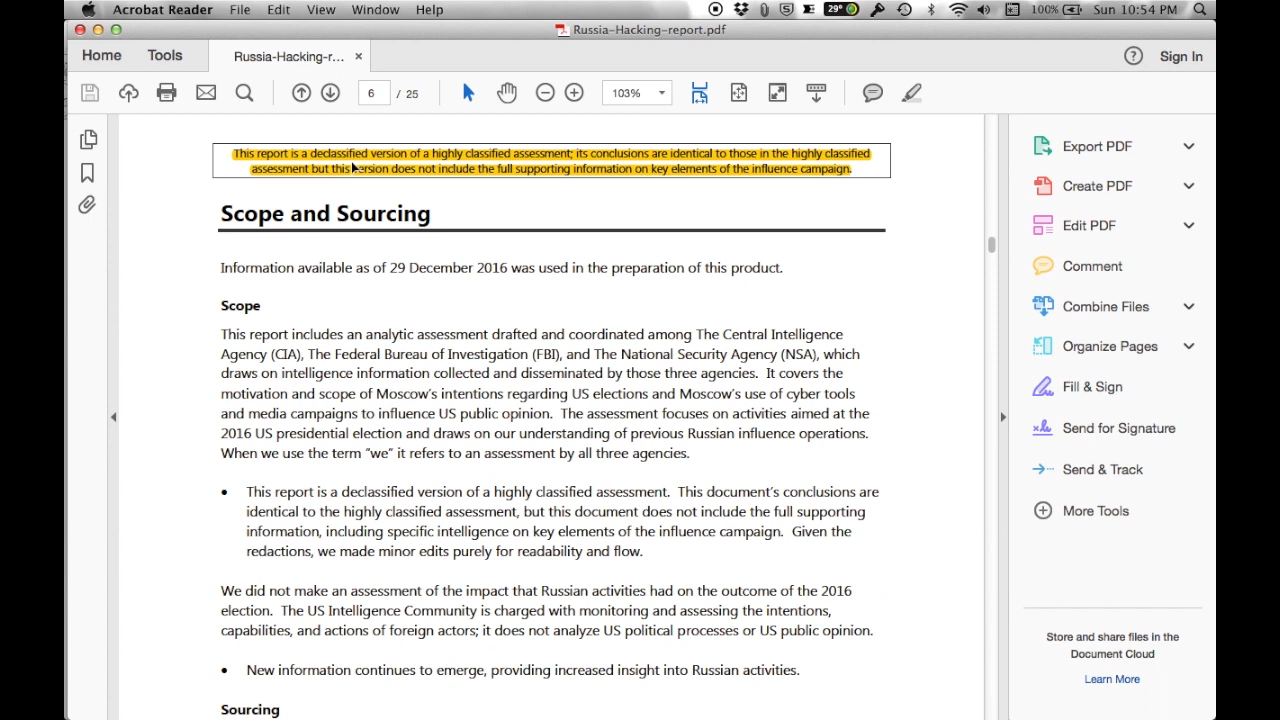 Acrobat Reader File Edit View Window Help 29° 100% Sun 10:54 PM
Russia-Hacking-report.pdf
Home Tools Russia-Hacking-r... × ? Sign In
6 / 25 103%
This report is a declassified version of a highly classified assessment; its conclusions are identical to those in the highly classified
assessment but this version does not include the full supporting information on key elements of the influence campaign.
Scope and Sourcing
Information available as of 29 December 2016 was used in the preparation of this product.
Scope
This report includes an analytic assessment drafted and coordinated among The Central Intelligence
Agency (CIA), The Federal Bureau of Investigation (FBI), and The National Security Agency (NSA), which
draws on intelligence information collected and disseminated by those three agencies. It covers the
motivation and scope of Moscow's intentions regarding US elections and Moscow's use of cyber tools
and media campaigns to influence US public opinion. The assessment focuses on activities aimed at the
2016 US presidential election and draws on our understanding of previous Russian influence operations.
When we use the term "we" it refers to an assessment by all three agencies.
• This report is a declassified version of a highly classified assessment. This document's conclusions are
identical to the highly classified assessment, but this document does not include the full supporting
information, including specific intelligence on key elements of the influence campaign. Given the
redactions, we made minor edits purely for readability and flow.
We did not make an assessment of the impact that Russian activities had on the outcome of the 2016
election. The US Intelligence Community is charged with monitoring and assessing the intentions,
capabilities, and actions of foreign actors; it does not analyze US political processes or US public opinion.
• New information continues to emerge, providing increased insight into Russian activities.
Sourcing
Export PDF
Create PDF
Edit PDF
Comment
Combine Files
Organize Pages
Fill & Sign
Send for Signature
Send & Track
More Tools
Store and share files in the
Document Cloud
Learn More